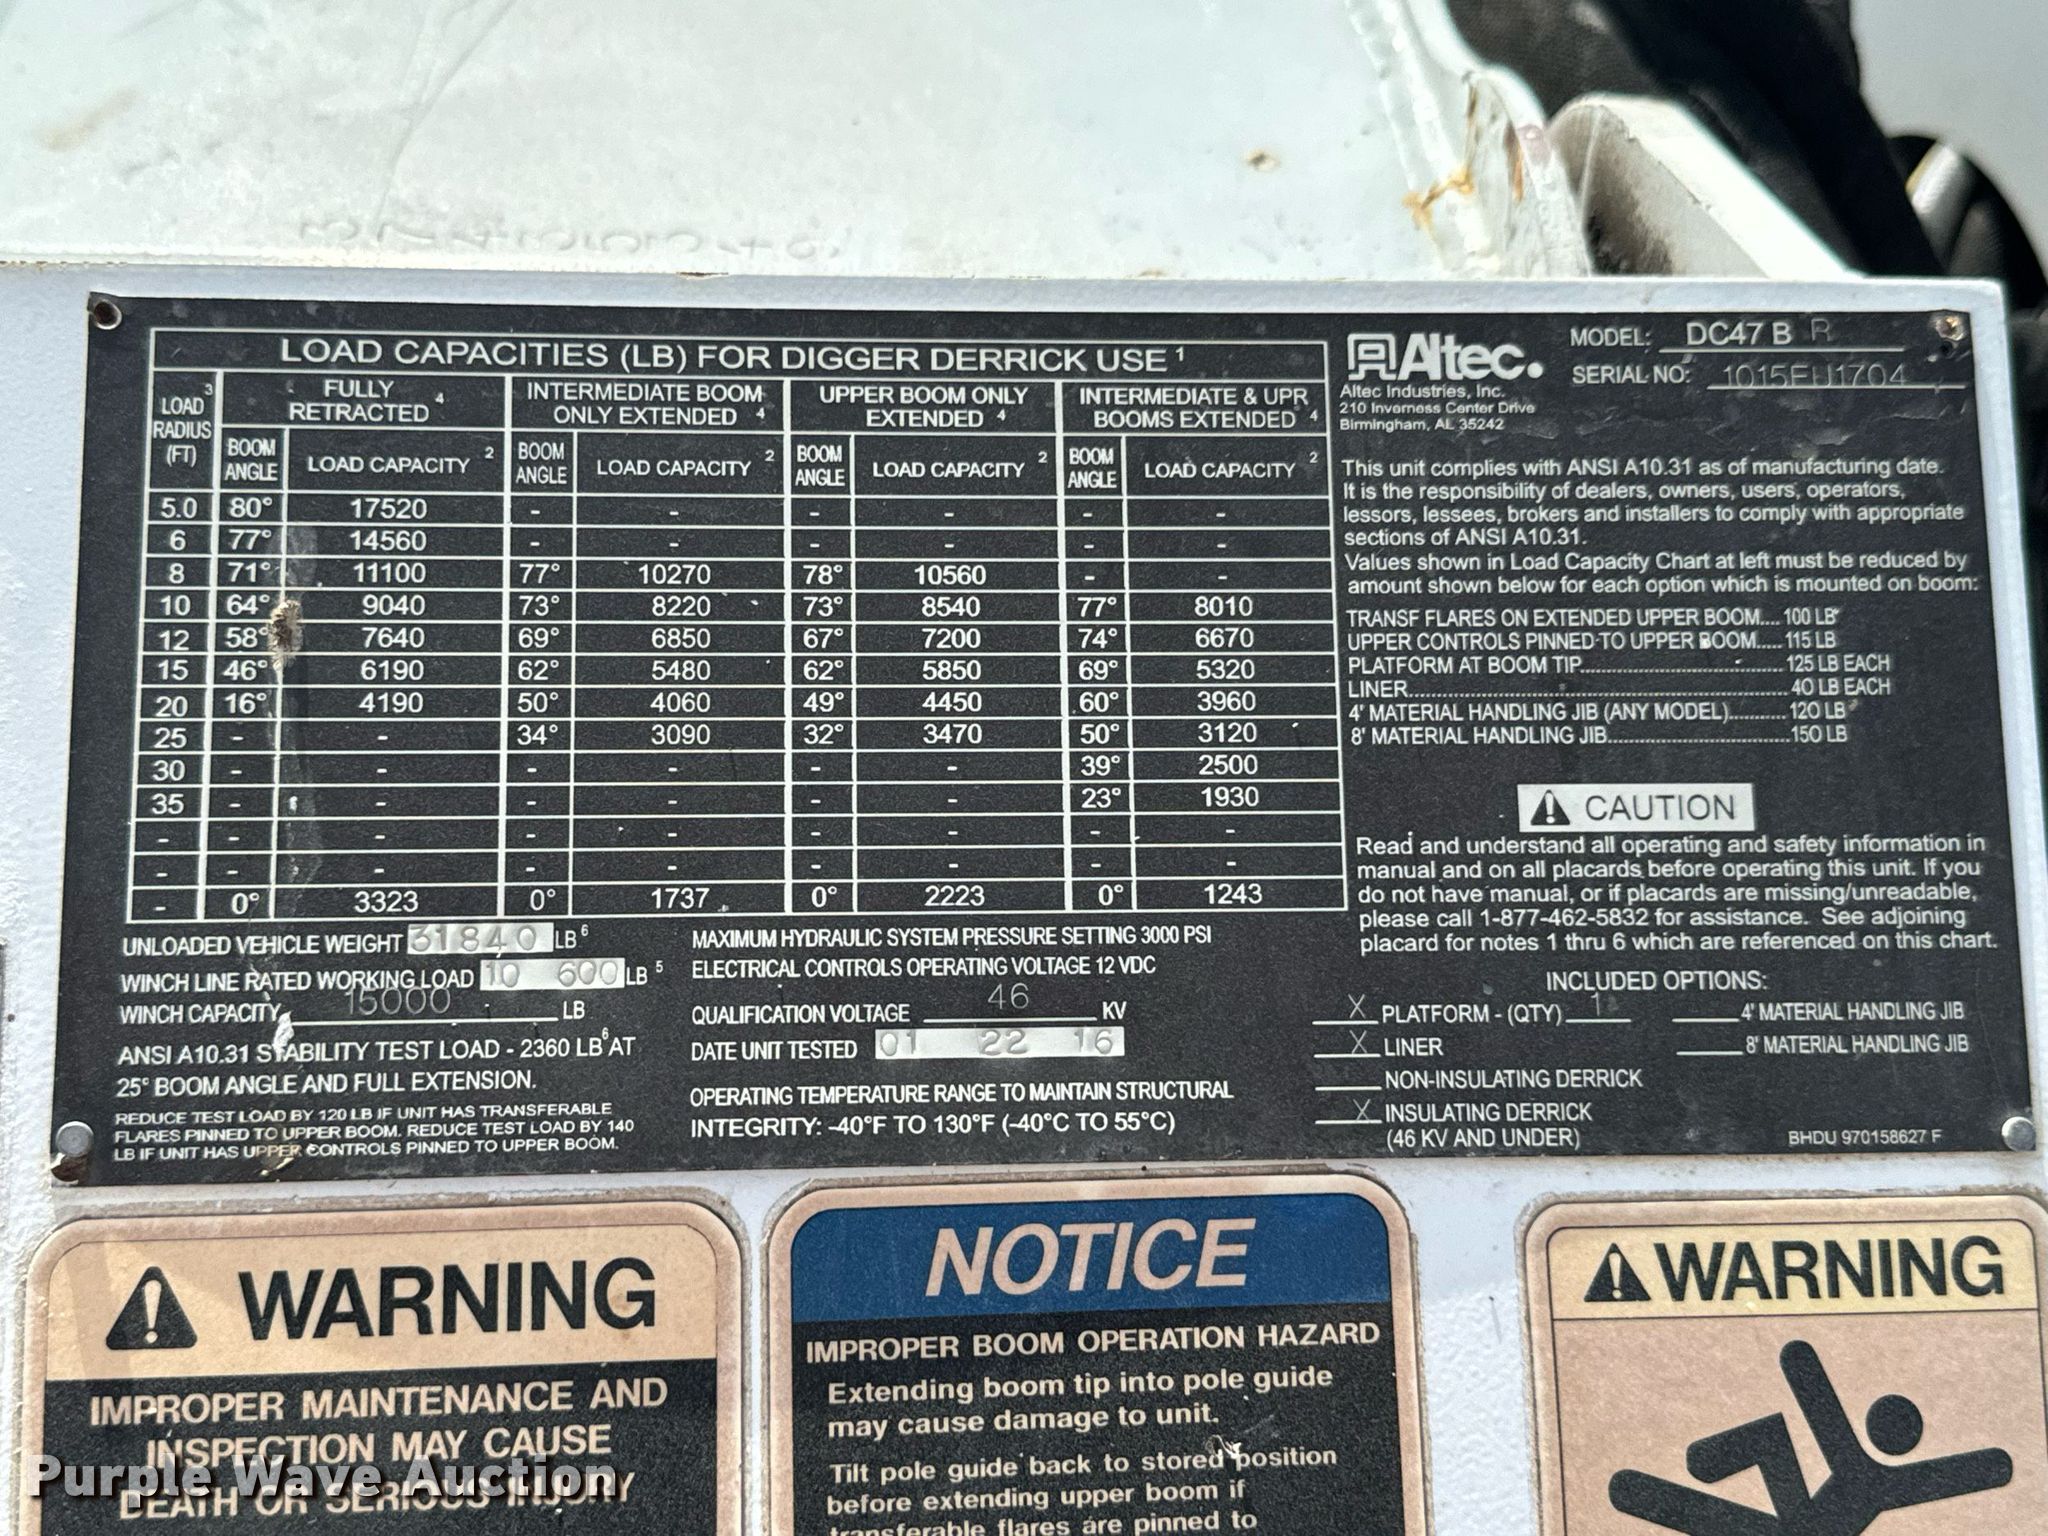 LOAD CAPACITIES (LB) FOR DIGGER DERRICK USE 1
LOAD RADIUS (FT) 3 | FULLY RETRACTED 4 | INTERMEDIATE BOOM ONLY EXTENDED 4 | UPPER BOOM ONLY EXTENDED 4 | INTERMEDIATE & UPR BOOMS EXTENDED 4
BOOM ANGLE | LOAD CAPACITY 2 | BOOM ANGLE | LOAD CAPACITY 2 | BOOM ANGLE | LOAD CAPACITY 2 | BOOM ANGLE | LOAD CAPACITY 2
5.0 | 80° | 17520 | - | - | - | - | - | -
6 | 77° | 14560 | - | - | - | - | - | -
8 | 71° | 11100 | 77° | 10270 | 78° | 10560 | - | -
10 | 64° | 9040 | 73° | 8220 | 73° | 8540 | 77° | 8010
12 | 58° | 7640 | 69° | 6850 | 67° | 7200 | 74° | 6670
15 | 46° | 6190 | 62° | 5480 | 62° | 5850 | 69° | 5320
20 | 16° | 4190 | 50° | 4060 | 49° | 4450 | 60° | 3960
25 | - | - | 34° | 3090 | 32° | 3470 | 50° | 3120
30 | - | - | - | - | - | - | 39° | 2500
35 | - | - | - | - | - | - | 23° | 1930
- | - | - | - | - | - | - | - | -
- | - | - | - | - | - | - | - | -
- | 0° | 3323 | 0° | 1737 | 0° | 2223 | 0° | 1243
UNLOADED VEHICLE WEIGHT 31840 LB 6
WINCH LINE RATED WORKING LOAD 10 600 LB 5
WINCH CAPACITY 15000 LB
ANSI A10.31 STABILITY TEST LOAD - 2360 LB 6 AT
25° BOOM ANGLE AND FULL EXTENSION.
REDUCE TEST LOAD BY 120 LB IF UNIT HAS TRANSFERABLE
FLARES PINNED TO UPPER BOOM. REDUCE TEST LOAD BY 140
LB IF UNIT HAS UPPER CONTROLS PINNED TO UPPER BOOM.
MAXIMUM HYDRAULIC SYSTEM PRESSURE SETTING 3000 PSI
ELECTRICAL CONTROLS OPERATING VOLTAGE 12 VDC
QUALIFICATION VOLTAGE 46 KV
DATE UNIT TESTED 01 22 16
OPERATING TEMPERATURE RANGE TO MAINTAIN STRUCTURAL
INTEGRITY: -40°F TO 130°F (-40°C TO 55°C)
Altec.
Altec Industries, Inc.
210 Inverness Center Drive
Birmingham, AL 35242
MODEL: DC47 B R
SERIAL NO: 1015EU1704
This unit complies with ANSI A10.31 as of manufacturing date.
It is the responsibility of dealers, owners, users, operators,
lessors, lessees, brokers and installers to comply with appropriate
sections of ANSI A10.31.
Values shown in Load Capacity Chart at left must be reduced by
amount shown below for each option which is mounted on boom:
TRANSF FLARES ON EXTENDED UPPER BOOM.... 100 LB
UPPER CONTROLS PINNED TO UPPER BOOM..... 115 LB
PLATFORM AT BOOM TIP................ 125 LB EACH
LINER................ 40 LB EACH
4' MATERIAL HANDLING JIB (ANY MODEL)........... 120 LB
8' MATERIAL HANDLING JIB................ 150 LB
CAUTION
Read and understand all operating and safety information in
manual and on all placards before operating this unit. If you
do not have manual, or if placards are missing/unreadable,
please call 1-877-462-5832 for assistance. See adjoining
placard for notes 1 thru 6 which are referenced on this chart.
INCLUDED OPTIONS:
X PLATFORM - (QTY) 1
X LINER
NON-INSULATING DERRICK
X INSULATING DERRICK
(46 KV AND UNDER)
4' MATERIAL HANDLING JIB
8' MATERIAL HANDLING JIB
BHDU 970158627 F
WARNING
IMPROPER MAINTENANCE AND
INSPECTION MAY CAUSE
DEATH OR SERIOUS INJURY
NOTICE
IMPROPER BOOM OPERATION HAZARD
Extending boom tip into pole guide
may cause damage to unit.
Tilt pole guide back to stored position
before extending upper boom if
transferable flares are pinned to
WARNING
Purple Wave Auction